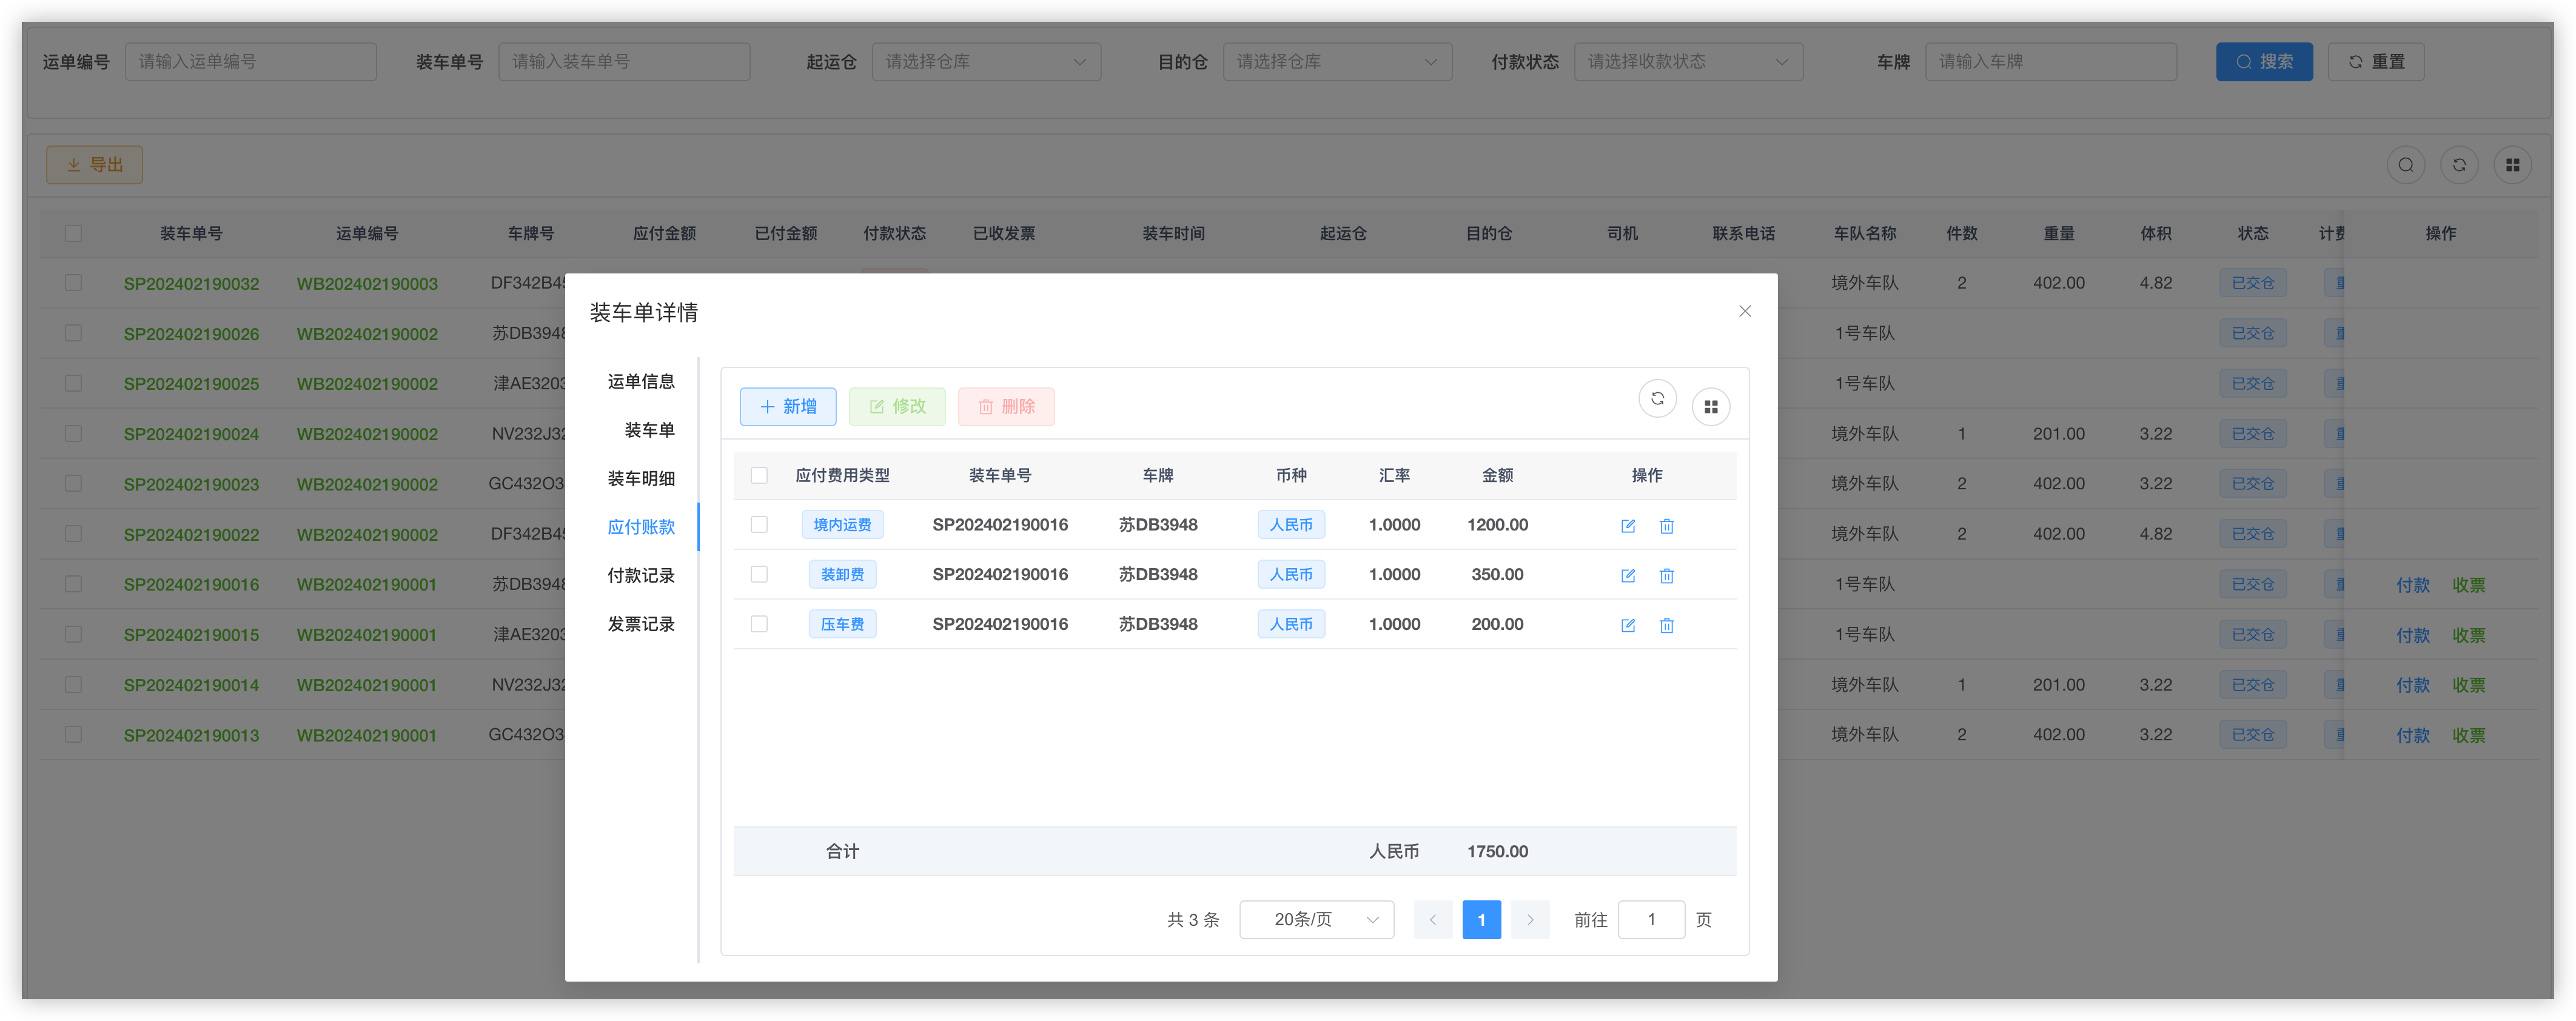 运单编号 请输入运单编号 装车单号 请输入装车单号 起运仓 请选择仓库 目的仓 请选择仓库 付款状态 请选择收款状态 车牌 请输入车牌 搜索 重置
导出
装车单号 运单编号 车牌号 应付金额 已付金额 付款状态 已收发票 装车时间 起运仓 目的仓 司机 联系电话 车队名称 件数 重量 体积 状态 计费 操作
SP202402190032 WB202402190003 DF342B45 境外车队 2 402.00 4.82 已交仓
SP202402190026 WB202402190002 苏DB3948 1号车队 已交仓
SP202402190025 WB202402190002 津AE3203 1号车队 已交仓
SP202402190024 WB202402190002 NV232J32 境外车队 1 201.00 3.22 已交仓
SP202402190023 WB202402190002 GC432O3 境外车队 2 402.00 3.22 已交仓
SP202402190022 WB202402190002 DF342B45 境外车队 2 402.00 4.82 已交仓
SP202402190016 WB202402190001 苏DB3948 1号车队 已交仓 付款 收票
SP202402190015 WB202402190001 津AE3203 1号车队 已交仓 付款 收票
SP202402190014 WB202402190001 NV232J32 境外车队 1 201.00 3.22 已交仓 付款 收票
SP202402190013 WB202402190001 GC432O3 境外车队 2 402.00 3.22 已交仓 付款 收票
装车单详情
运单信息
装车单
装车明细
应付账款
付款记录
发票记录
新增 修改 删除
应付费用类型 装车单号 车牌 币种 汇率 金额 操作
境内运费 SP202402190016 苏DB3948 人民币 1.0000 1200.00
装卸费 SP202402190016 苏DB3948 人民币 1.0000 350.00
压车费 SP202402190016 苏DB3948 人民币 1.0000 200.00
合计 人民币 1750.00
共 3 条 20条/页 1 前往 1 页